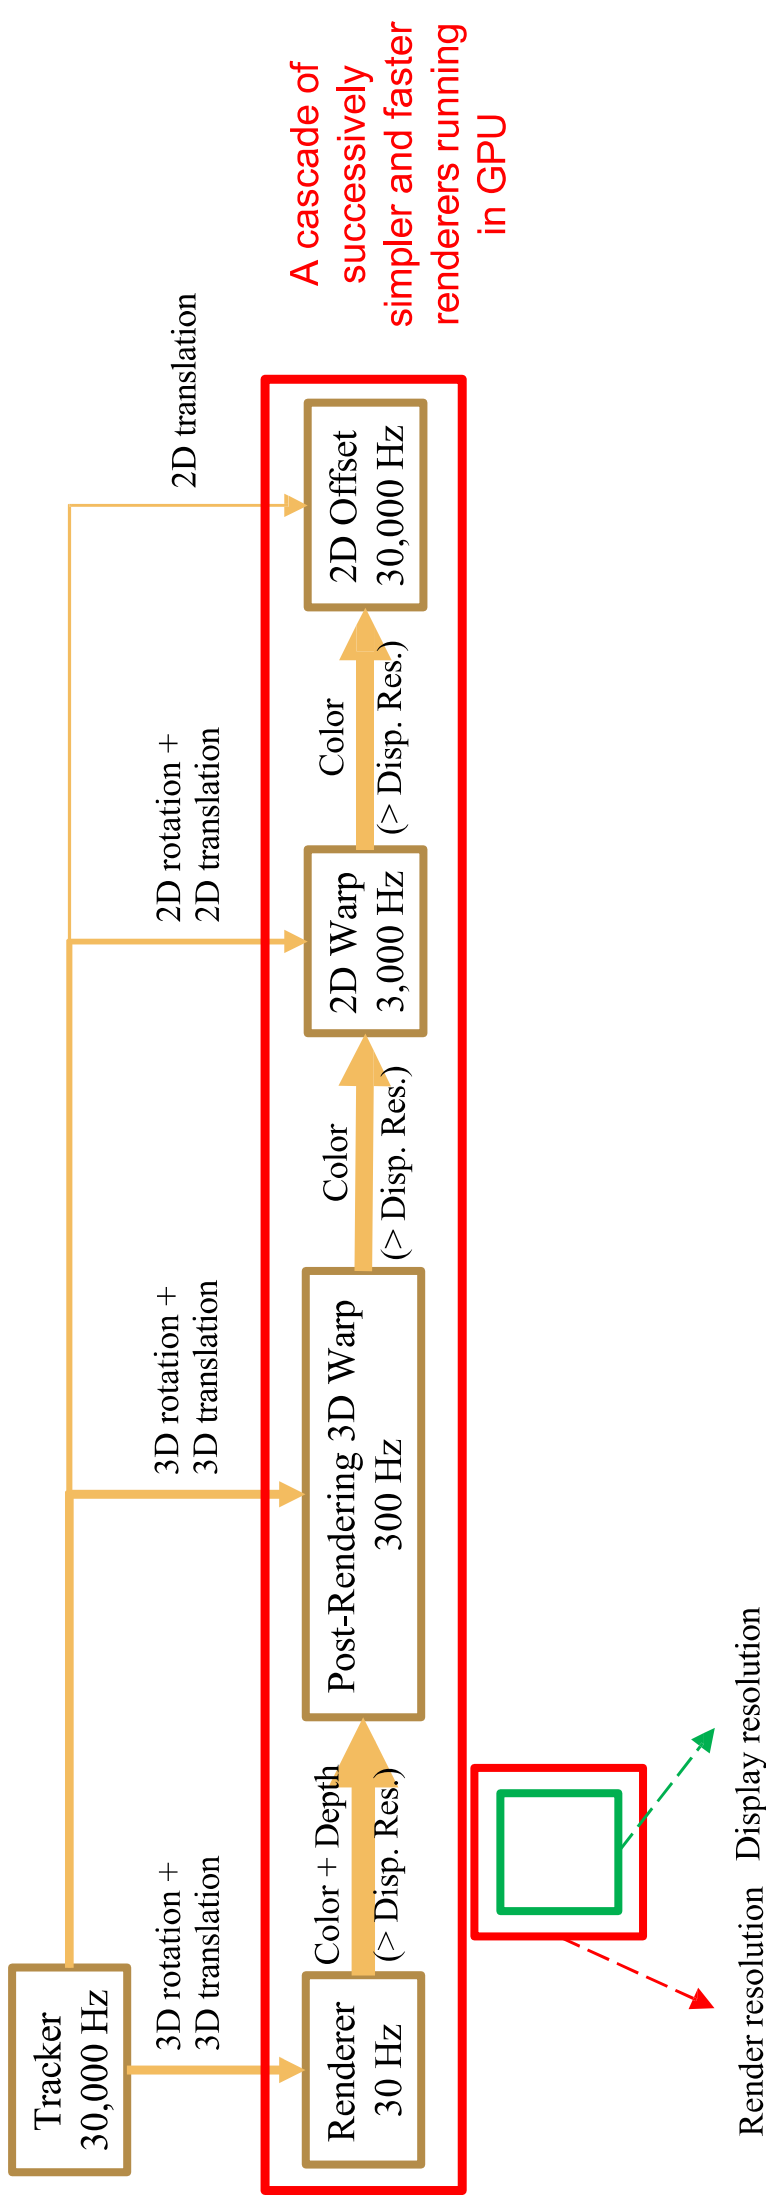 Tracker
30,000 Hz
3D rotation +
3D translation
3D rotation +
3D translation
2D rotation +
2D translation
2D translation
Renderer
30 Hz
Color + Depth
(> Disp. Res.)
Post-Rendering 3D Warp
300 Hz
Color
(> Disp. Res.)
2D Warp
3,000 Hz
Color
(> Disp. Res.)
2D Offset
30,000 Hz
A cascade of
successively
simpler and faster
renderers running
in GPU
Render resolution
Display resolution